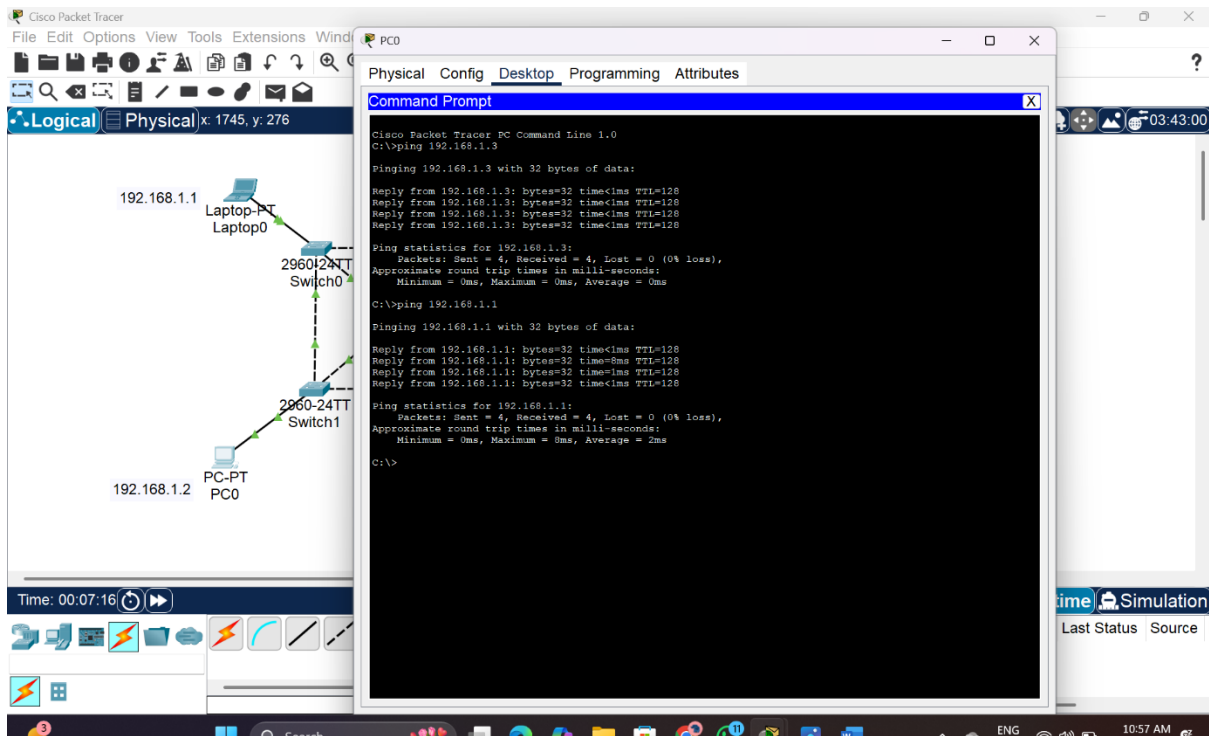 Cisco Packet Tracer
File Edit Options View Tools Extensions Wind
?
Logical Physical x: 1745, y: 276
03:43:00
192.168.1.1
Laptop-PT
Laptop0
2960-24TT
Switch0
2960-24TT
Switch1
PC-PT
PC0
192.168.1.2
PC0
Physical Config Desktop Programming Attributes
Command Prompt
X
Cisco Packet Tracer PC Command Line 1.0
C:\>ping 192.168.1.3
Pinging 192.168.1.3 with 32 bytes of data:
Reply from 192.168.1.3: bytes=32 time<1ms TTL=128
Reply from 192.168.1.3: bytes=32 time<1ms TTL=128
Reply from 192.168.1.3: bytes=32 time<1ms TTL=128
Reply from 192.168.1.3: bytes=32 time<1ms TTL=128
Ping statistics for 192.168.1.3:
Packets: Sent = 4, Received = 4, Lost = 0 (0% loss),
Approximate round trip times in milli-seconds:
Minimum = 0ms, Maximum = 0ms, Average = 0ms
C:\>ping 192.168.1.1
Pinging 192.168.1.1 with 32 bytes of data:
Reply from 192.168.1.1: bytes=32 time<1ms TTL=128
Reply from 192.168.1.1: bytes=32 time=8ms TTL=128
Reply from 192.168.1.1: bytes=32 time=1ms TTL=128
Reply from 192.168.1.1: bytes=32 time<1ms TTL=128
Ping statistics for 192.168.1.1:
Packets: Sent = 4, Received = 4, Lost = 0 (0% loss),
Approximate round trip times in milli-seconds:
Minimum = 0ms, Maximum = 8ms, Average = 2ms
C:\>
Time: 00:07:16
time Simulation
Last Status Source
3
Search
11
ENG
10:57 AM